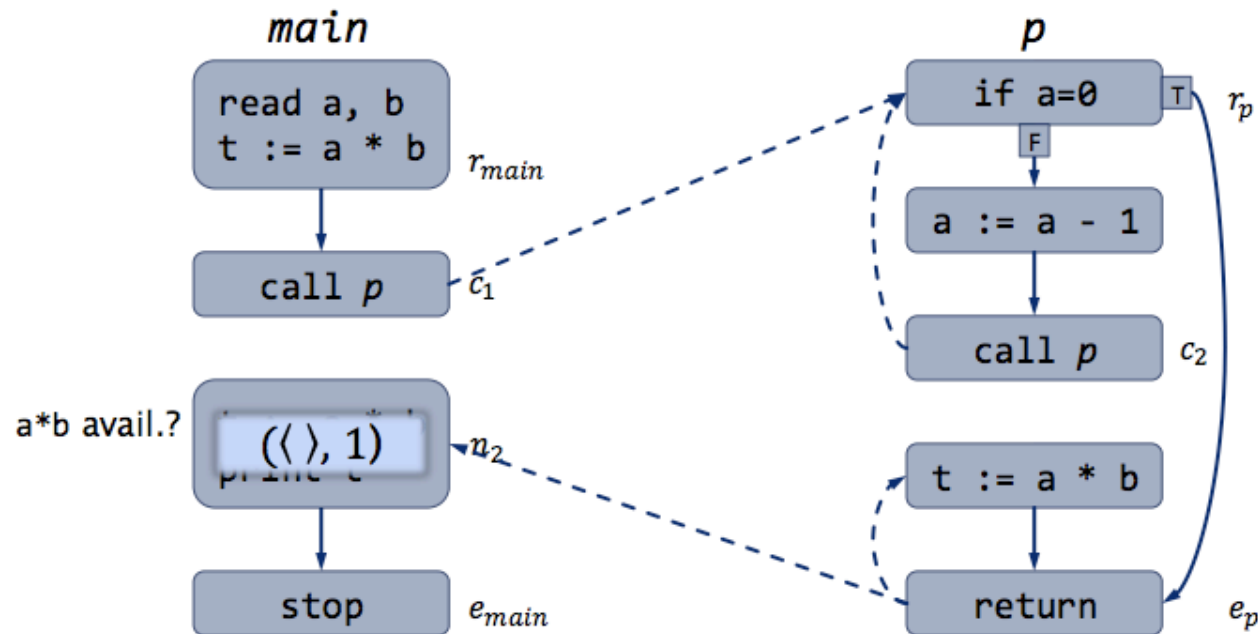 main
read a, b
t := a * b
r_main
call p
c_1
a*b avail.?
(⟨ ⟩, 1)
n_2
stop
e_main
p
if a=0
T
r_p
F
a := a - 1
call p
c_2
t := a * b
return
e_p